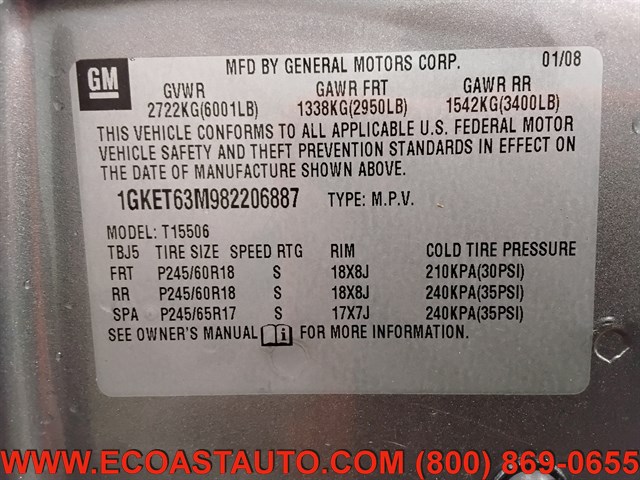 GM
MFD BY GENERAL MOTORS CORP. 01/08
GVWR GAWR FRT GAWR RR
2722KG(6001LB) 1338KG(2950LB) 1542KG(3400LB)
THIS VEHICLE CONFORMS TO ALL APPLICABLE U.S. FEDERAL MOTOR
VEHICLE SAFETY AND THEFT PREVENTION STANDARDS IN EFFECT ON
THE DATE OF MANUFACTURE SHOWN ABOVE.
1GKET63M982206887 TYPE: M.P.V.
MODEL: T15506
TBJ5 TIRE SIZE SPEED RTG RIM COLD TIRE PRESSURE
FRT P245/60R18 S 18X8J 210KPA(30PSI)
RR P245/60R18 S 18X8J 240KPA(35PSI)
SPA P245/65R17 S 17X7J 240KPA(35PSI)
SEE OWNER'S MANUAL i FOR MORE INFORMATION.
WWW.ECOASTAUTO.COM (800) 869-0655